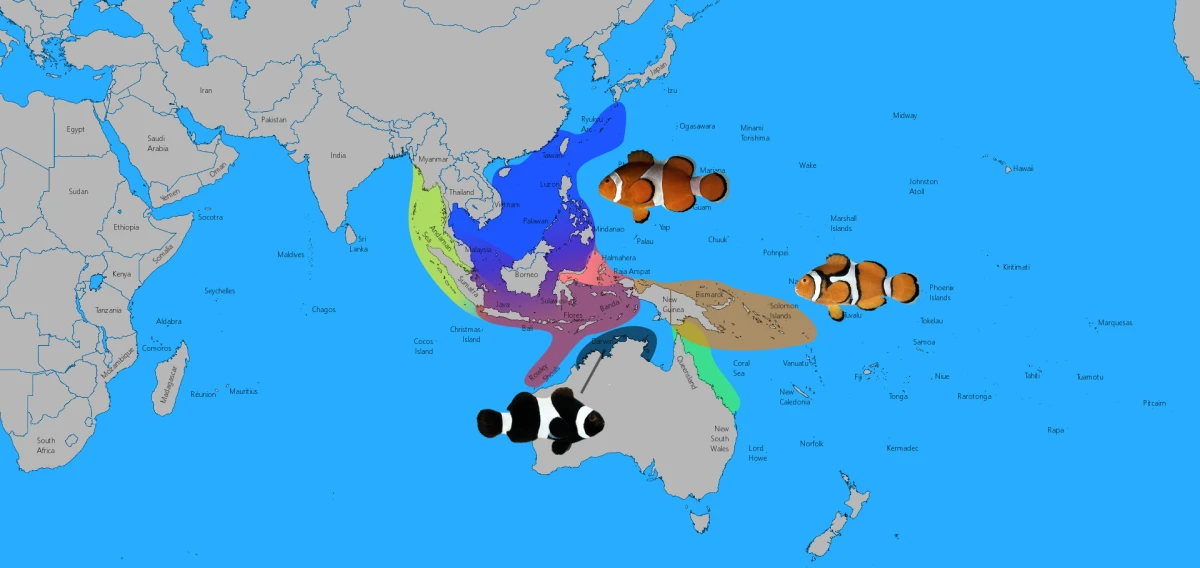 Japan
Iran
Izu
Midway
Pakistan
Egypt
Ryukyu
Arc
Ogasawara
Minami
Torishima
Saudi
Arabia
India
Myanmar
Taiwan
Wake
Hawaii
Oman
Mariana
Thailand
Luzon
Johnston
Atoll
Sudan
Yemen
Vietnam
Guam
Socotra
Palawan
Marshall
Islands
Ethiopia
Mindanao
Yap
Sri
Lanka
Andaman
Sea
Palau
Chuuk
Somalia
Maldives
Malaysia
Pohnpei
Halmahera
Kiritimati
Kenya
Borneo
Raja Ampat
Na
Seychelles
Sumatra
Phoenix
Islands
Bismarck
New
Guinea
Tanzania
Chagos
Java
Sulawesi
Banda
Solomon
Islands
Flores
Tuvalu
Aldabra
Tokelau
Marquesas
Christmas-
Island
Bali
Comoros
Cocos
Island
Darwin
Samoa
Mozambique
Coral
Sea
Vanuatu
Madagascar
Rowley
Shoals
Queensland
Fiji
Niue
Tahiti
Tuamotu
Réunion
Mauritius
New
Caledonia
Tonga
Rarotonga
Pitcairn
South
Africa
New
South
Wales
Rapa
Norfolk
Lord
Howe
Kermadec